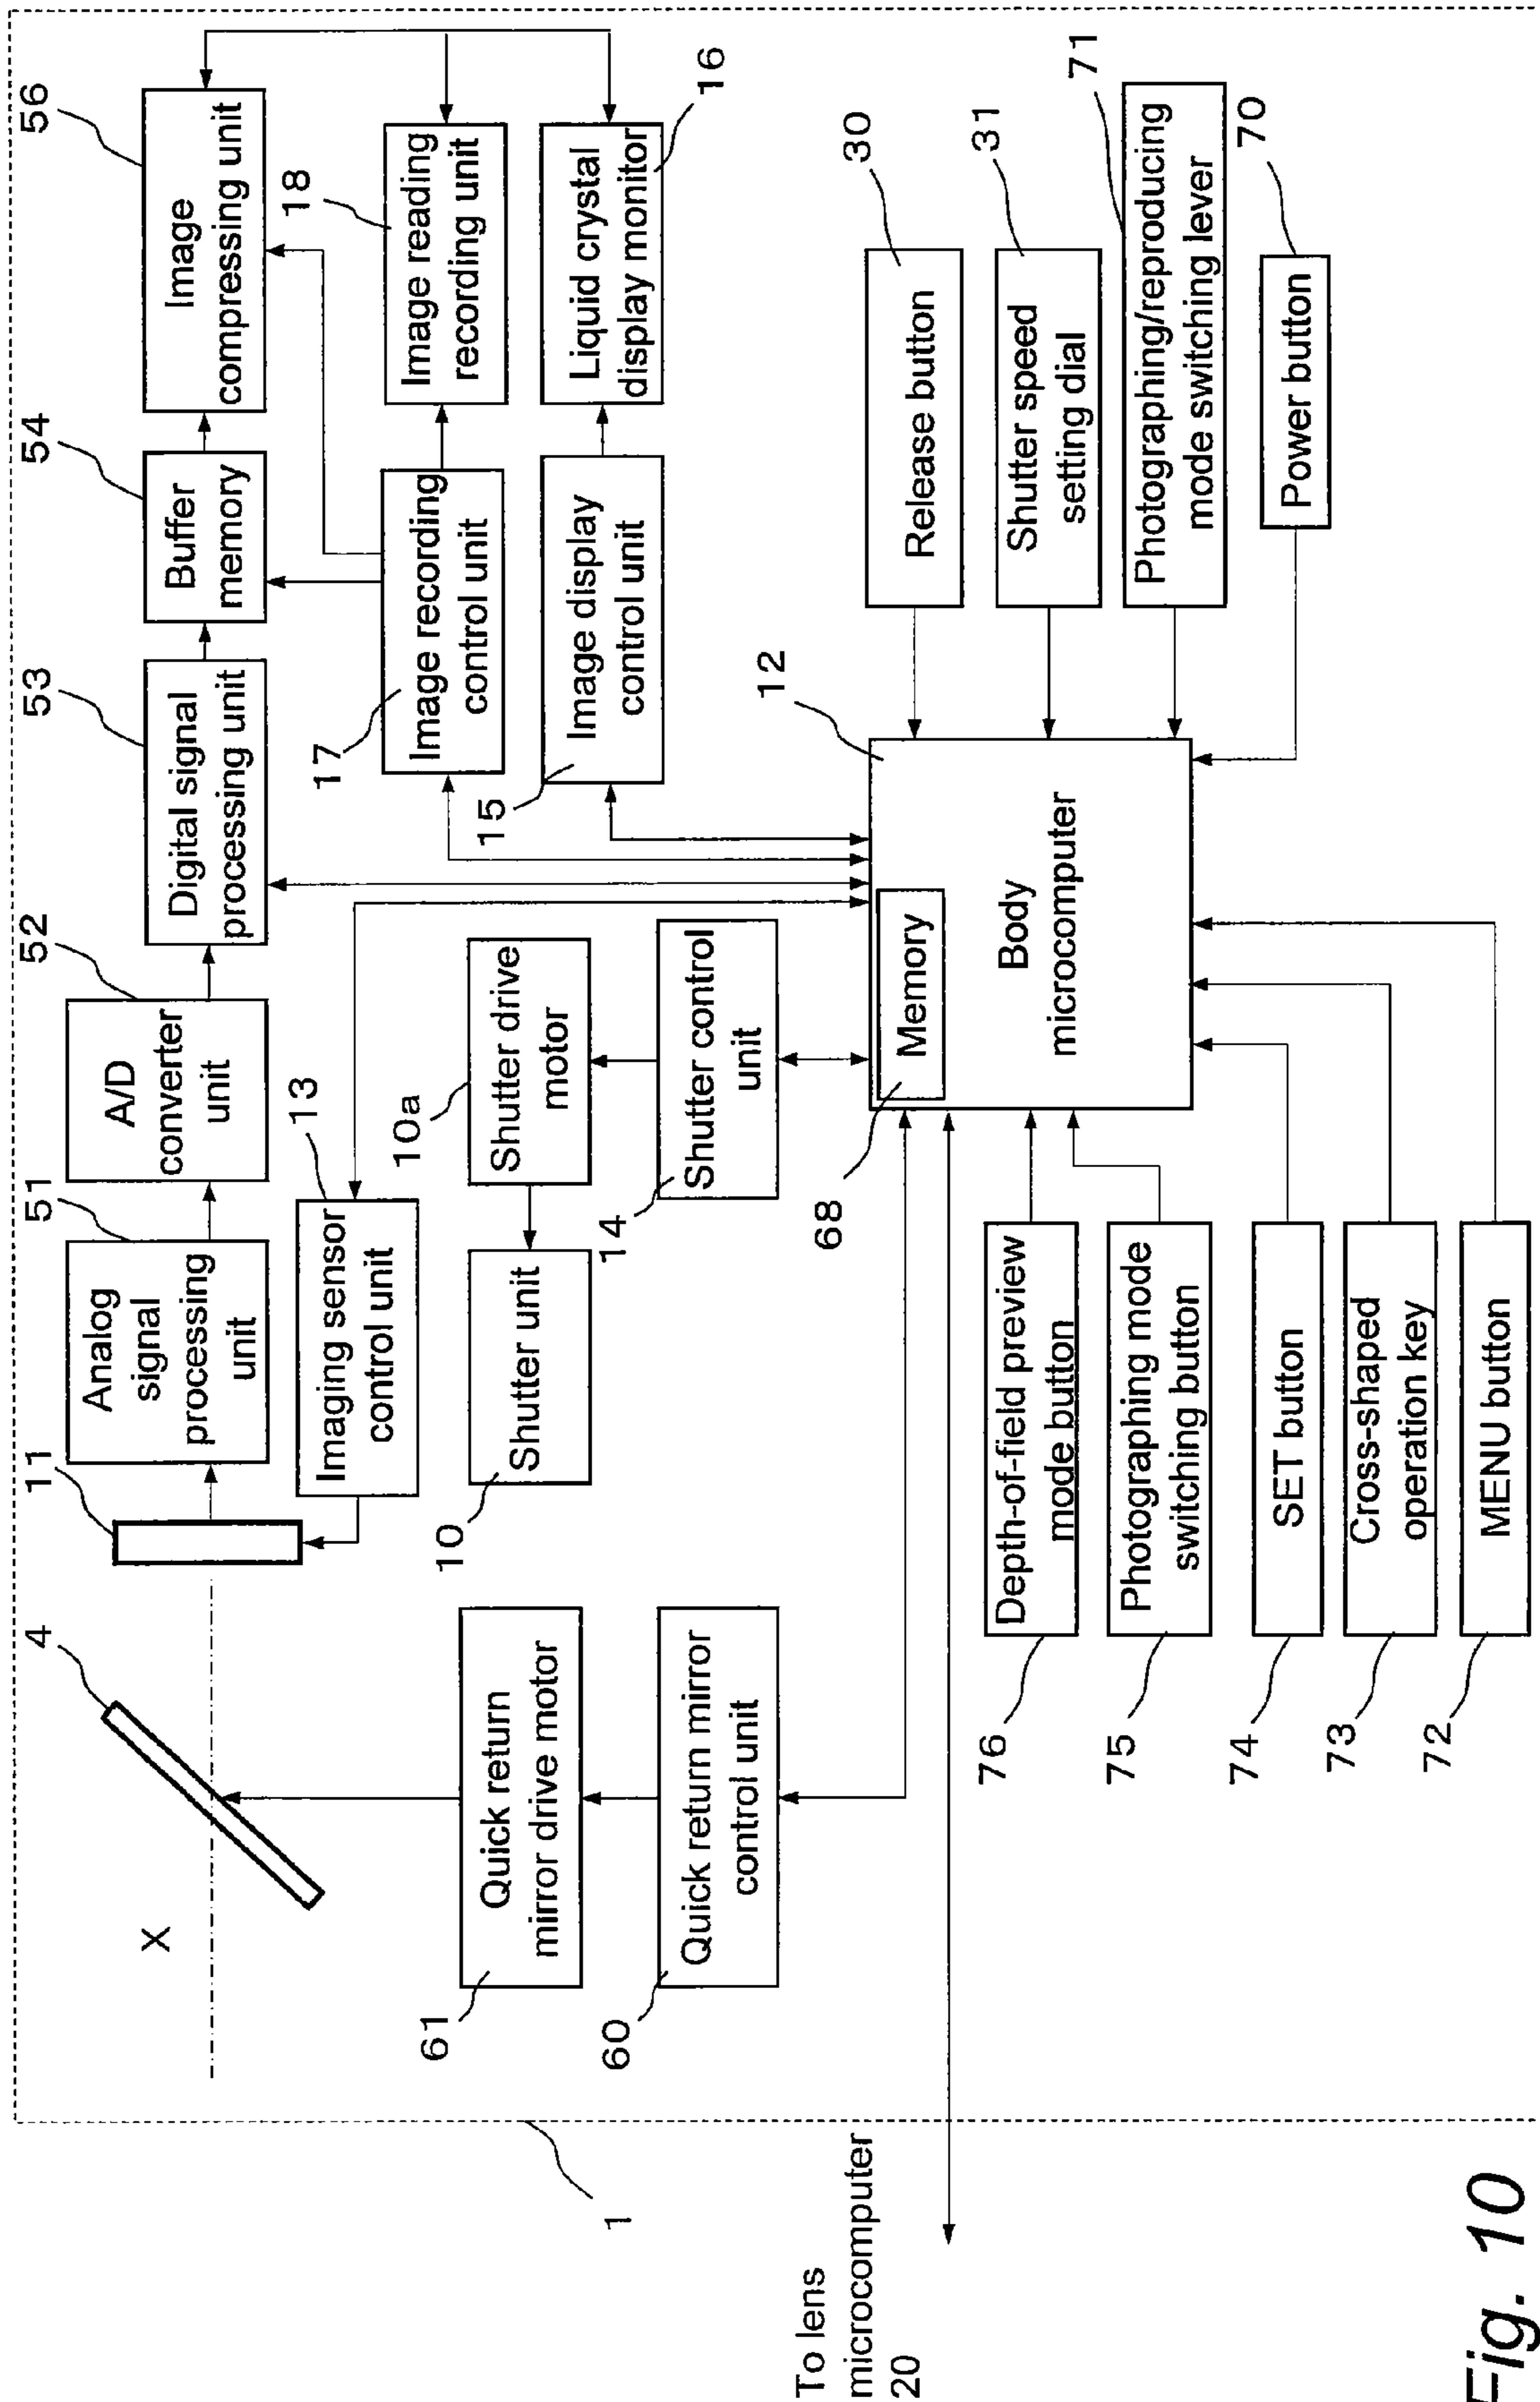 4
X
11
51
Analog
signal
processing
unit
52
A/D
converter
unit
53
Digital signal
processing unit
54
Buffer
memory
56
Image
compressing unit
13
Imaging sensor
control unit
17
Image recording
control unit
18
Image reading
recording unit
10
Shutter unit
10a
Shutter drive
motor
15
Image display
control unit
16
Liquid crystal
display monitor
61
Quick return
mirror drive motor
60
Quick return mirror
control unit
14
Shutter control
unit
1
To lens
microcomputer
20
68
Memory
12
Body
microcomputer
30
Release button
31
Shutter speed
setting dial
71
Photographing/reproducing
mode switching lever
70
Power button
76
Depth-of-field preview
mode button
75
Photographing mode
switching button
74
SET button
73
Cross-shaped
operation key
72
MENU button
Fig. 10